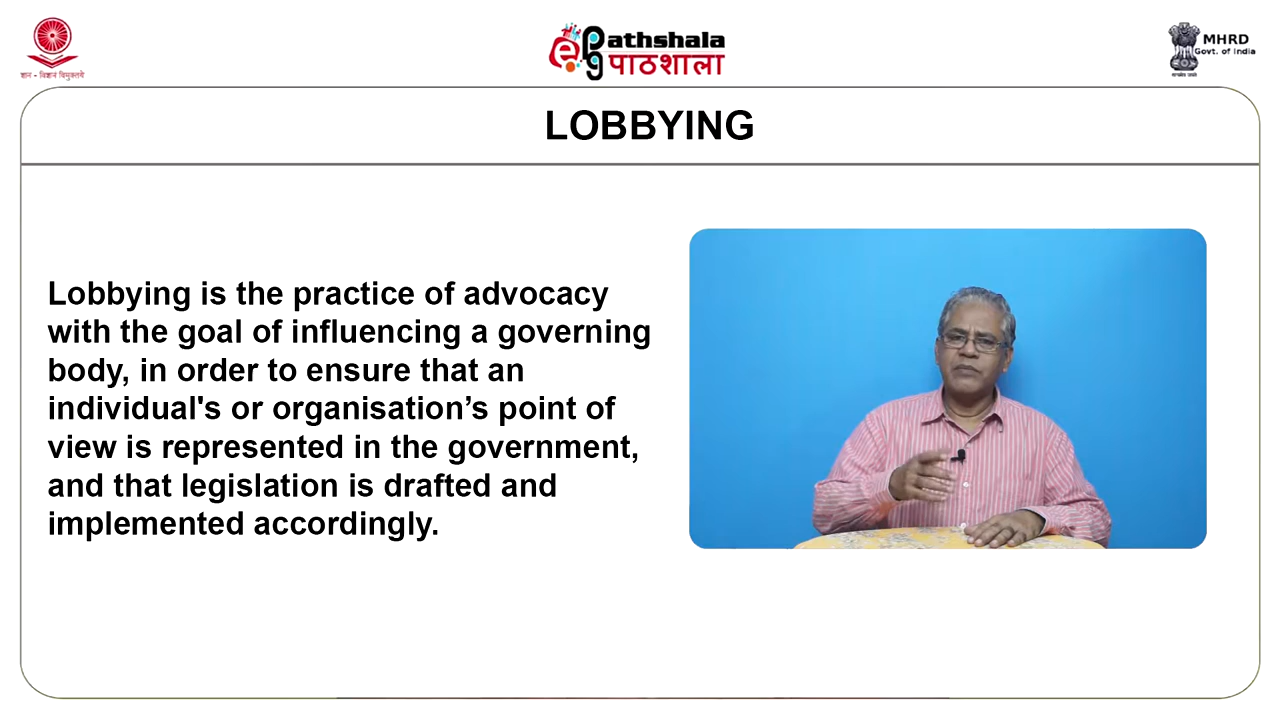 ज्ञान - विज्ञानं विमुक्तये
e pg Pathshala
पाठशाला
MHRD
Govt. of India
LOBBYING
Lobbying is the practice of advocacy
with the goal of influencing a governing
body, in order to ensure that an
individual's or organisation’s point of
view is represented in the government,
and that legislation is drafted and
implemented accordingly.